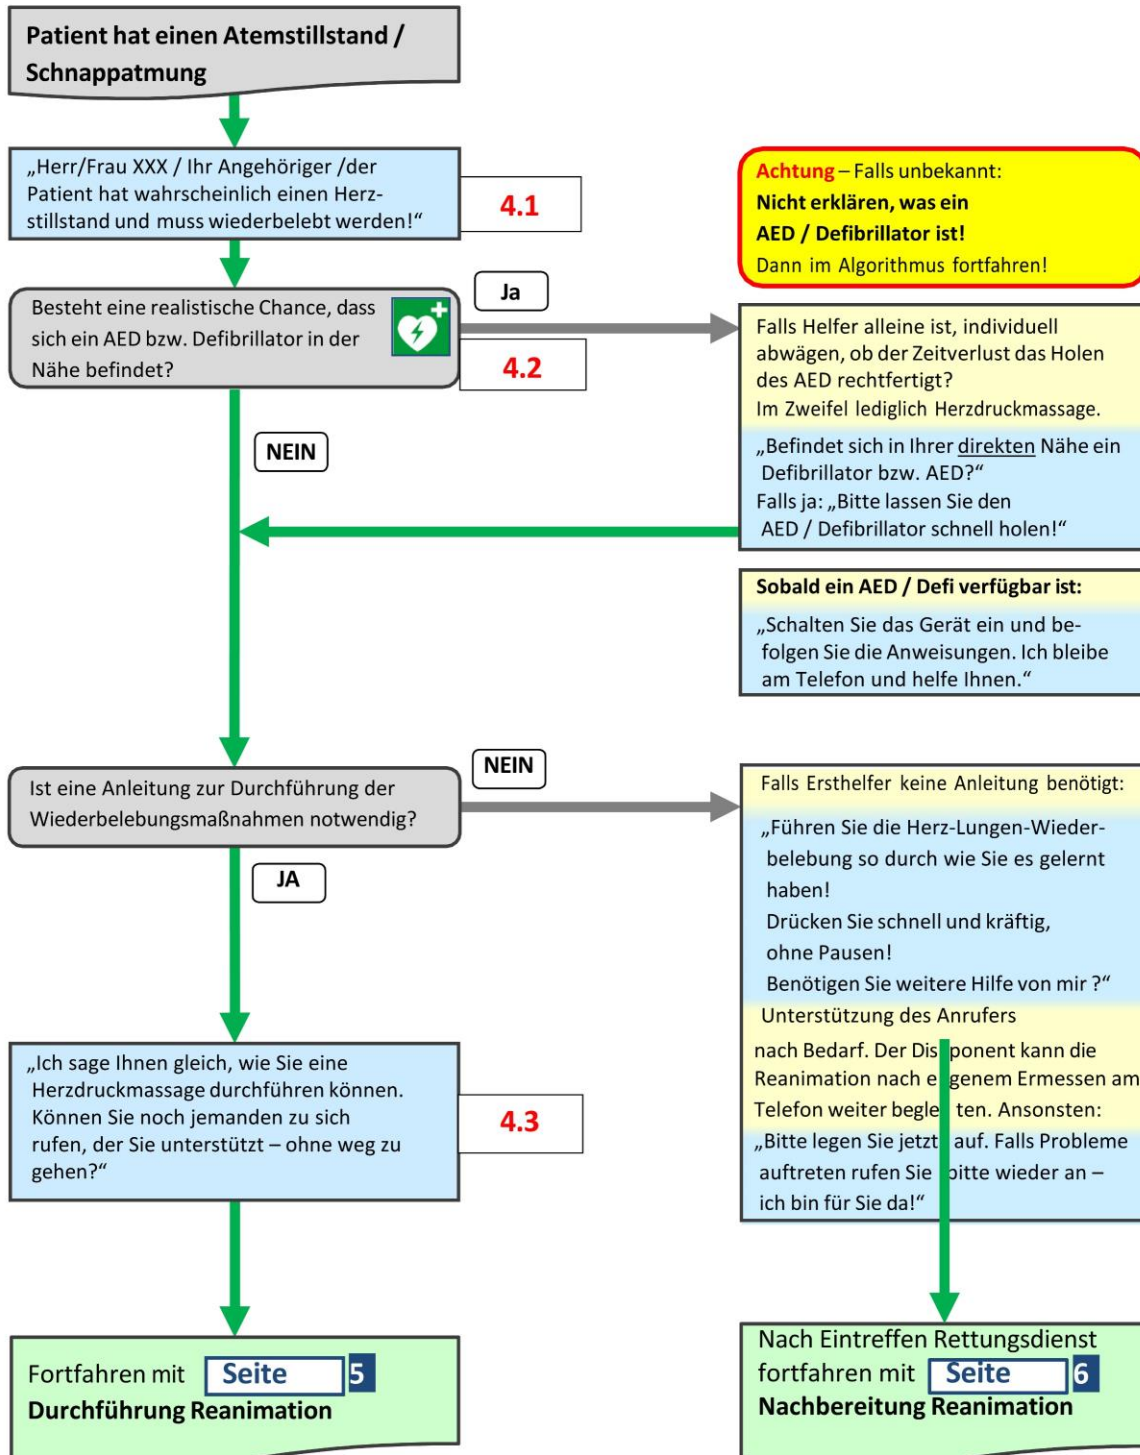 Patient hat einen Atemstillstand /
Schnappatmung
„Herr/Frau XXX / Ihr Angehöriger /der
Patient hat wahrscheinlich einen Herz-
stillstand und muss wiederbelebt werden!“
4.1
Achtung – Falls unbekannt:
Nicht erklären, was ein
AED / Defibrillator ist!
Dann im Algorithmus fortfahren!
Besteht eine realistische Chance, dass
sich ein AED bzw. Defibrillator in der
Nähe befindet?
Ja
4.2
Falls Helfer alleine ist, individuell
abwägen, ob der Zeitverlust das Holen
des AED rechtfertigt?
Im Zweifel lediglich Herzdruckmassage.
„Befindet sich in Ihrer direkten Nähe ein
Defibrillator bzw. AED?“
Falls ja: „Bitte lassen Sie den
AED / Defibrillator schnell holen!“
NEIN
Sobald ein AED / Defi verfügbar ist:
„Schalten Sie das Gerät ein und be-
folgen Sie die Anweisungen. Ich bleibe
am Telefon und helfe Ihnen.“
Ist eine Anleitung zur Durchführung der
Wiederbelebungsmaßnahmen notwendig?
NEIN
Falls Ersthelfer keine Anleitung benötigt:
„Führen Sie die Herz-Lungen-Wieder-
belebung so durch wie Sie es gelernt
haben!
Drücken Sie schnell und kräftig,
ohne Pausen!
Benötigen Sie weitere Hilfe von mir ?“
Unterstützung des Anrufers
nach Bedarf. Der Disponent kann die
Reanimation nach eigenem Ermessen am
Telefon weiter begleiten. Ansonsten:
„Bitte legen Sie jetzt auf. Falls Probleme
auftreten rufen Sie bitte wieder an –
ich bin für Sie da!“
JA
„Ich sage Ihnen gleich, wie Sie eine
Herzdruckmassage durchführen können.
Können Sie noch jemanden zu sich
rufen, der Sie unterstützt – ohne weg zu
gehen?“
4.3
Fortfahren mit Seite 5
Durchführung Reanimation
Nach Eintreffen Rettungsdienst
fortfahren mit Seite 6
Nachbereitung Reanimation